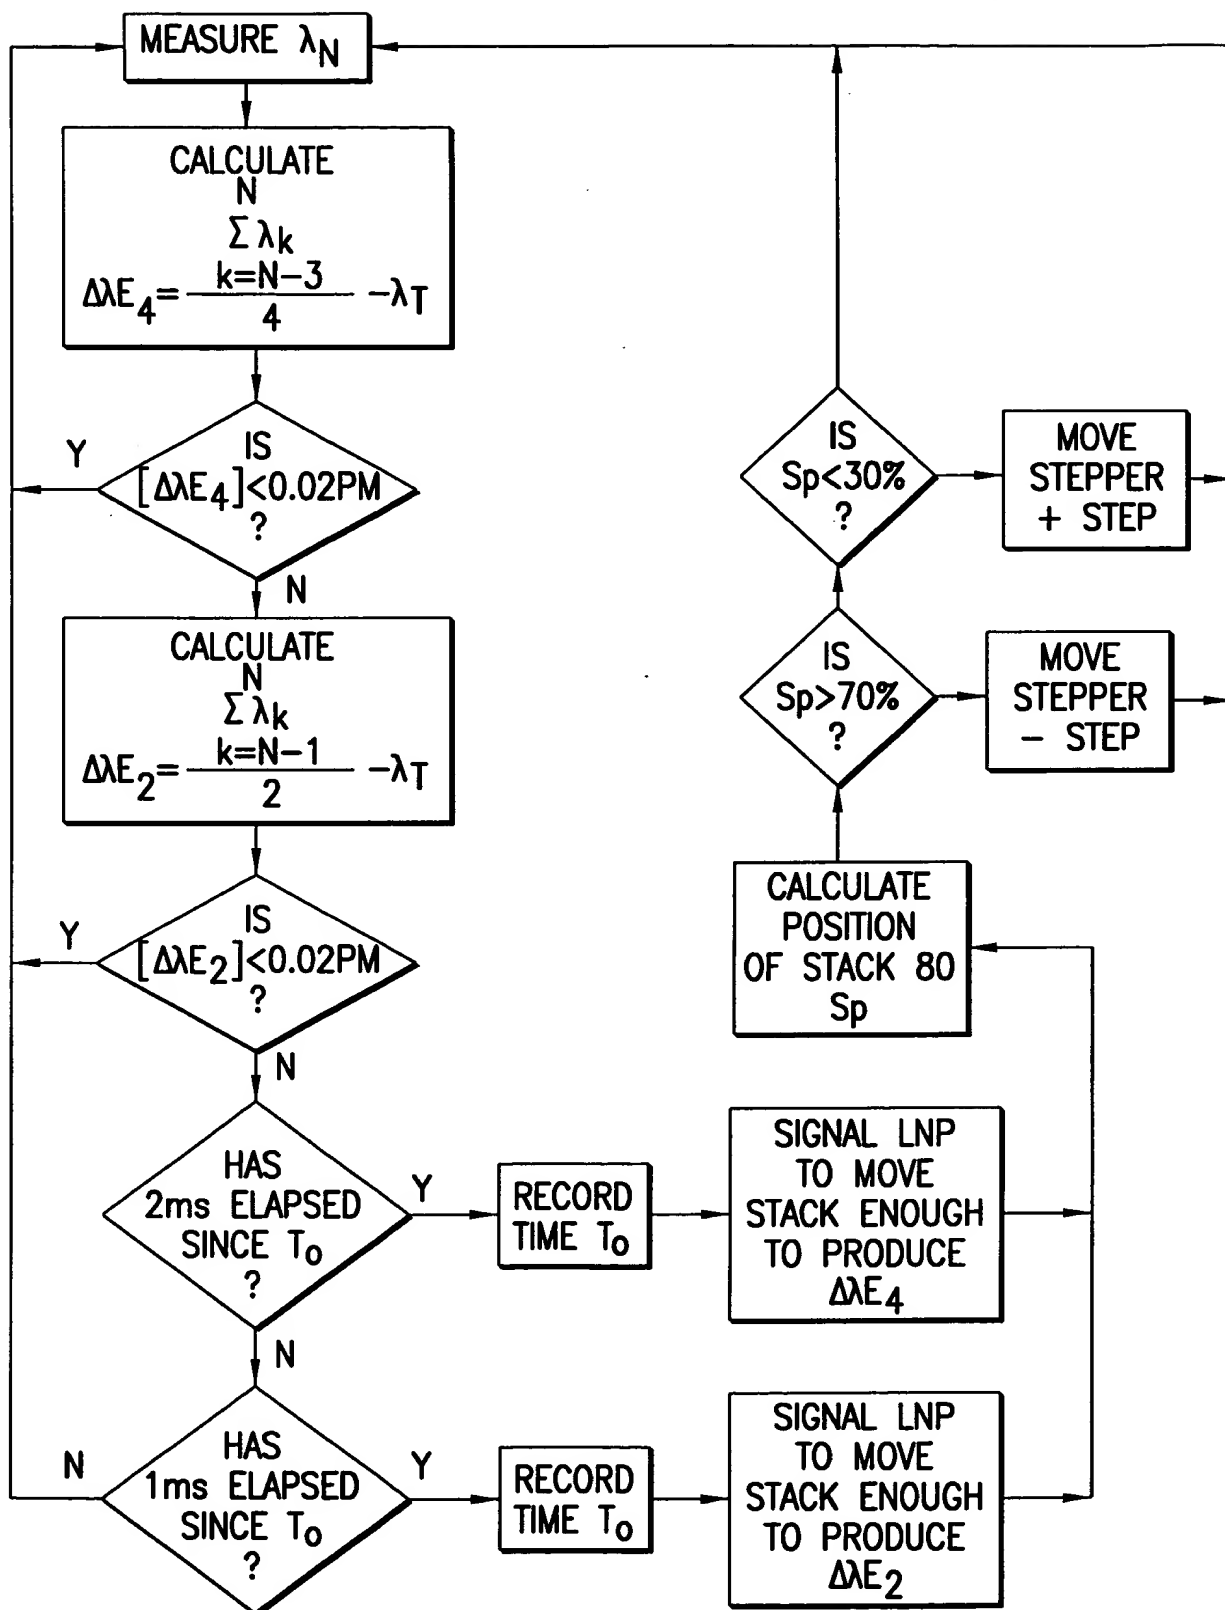 MEASURE λN
CALCULATE
N
Σ λk
k=N-3
ΔλE4= 4 -λT
Y
IS
[ΔλE4]<0.02PM
?
N
CALCULATE
N
Σ λk
k=N-1
ΔλE2= 2 -λT
Y
IS
[ΔλE2]<0.02PM
?
N
HAS
2ms ELAPSED
SINCE To
?
Y
N
RECORD
TIME To
SIGNAL LNP
TO MOVE
STACK ENOUGH
TO PRODUCE
ΔλE4
HAS
1ms ELAPSED
SINCE To
?
N
Y
RECORD
TIME To
SIGNAL LNP
TO MOVE
STACK ENOUGH
TO PRODUCE
ΔλE2
CALCULATE
POSITION
OF STACK 80
Sp
IS
Sp>70%
?
MOVE
STEPPER
- STEP
IS
Sp<30%
?
MOVE
STEPPER
+ STEP